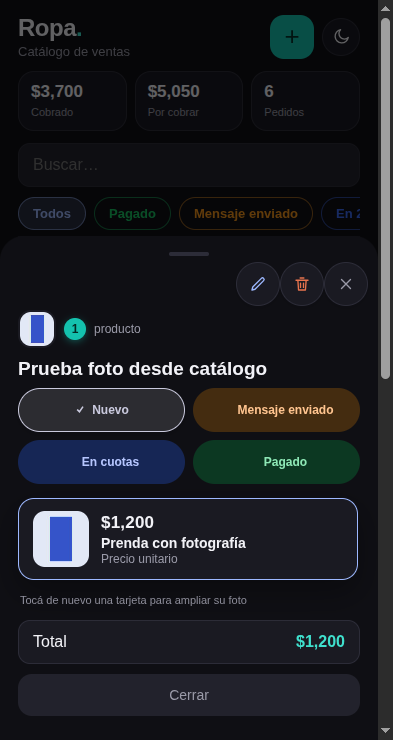 Ropa.
Catálogo de ventas
$3,700
Cobrado
$5,050
Por cobrar
6
Pedidos
Buscar…
Todos
Pagado
Mensaje enviado
En 2
1 producto
Prueba foto desde catálogo
Nuevo
Mensaje enviado
En cuotas
Pagado
$1,200
Prenda con fotografía
Precio unitario
Tocá de nuevo una tarjeta para ampliar su foto
Total $1,200
Cerrar